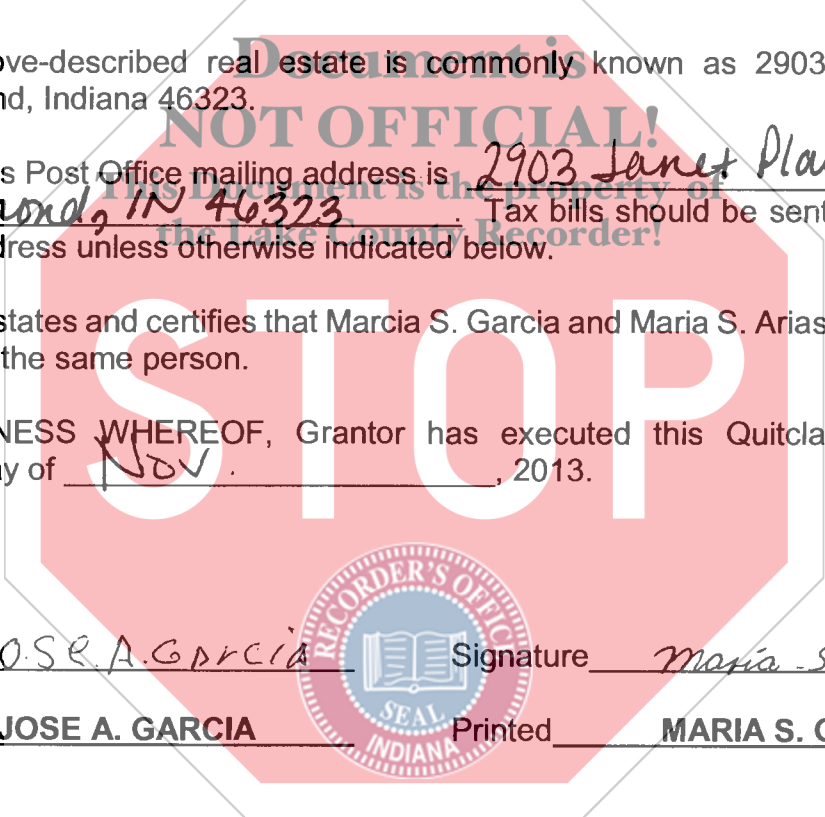 Document is
ove-described real estate is commonly known as 2903
nd, Indiana 46323.
NOT OFFICIAL!
s Post Office mailing address is 2903 Janet Pla
This Document is the property of
ond, IN 46323. Tax bills should be sent
the Lake County Recorder!
dress unless otherwise indicated below.
states and certifies that Marcia S. Garcia and Maria S. Arias
the same person.
NESS WHEREOF, Grantor has executed this Quitcla
y of Nov. , 2013.
STOP
RECORDER'S OFFIC
SEAL
INDIANA
O.SE.A.GARCIA Signature Maria S
JOSE A. GARCIA Printed MARIA S. G